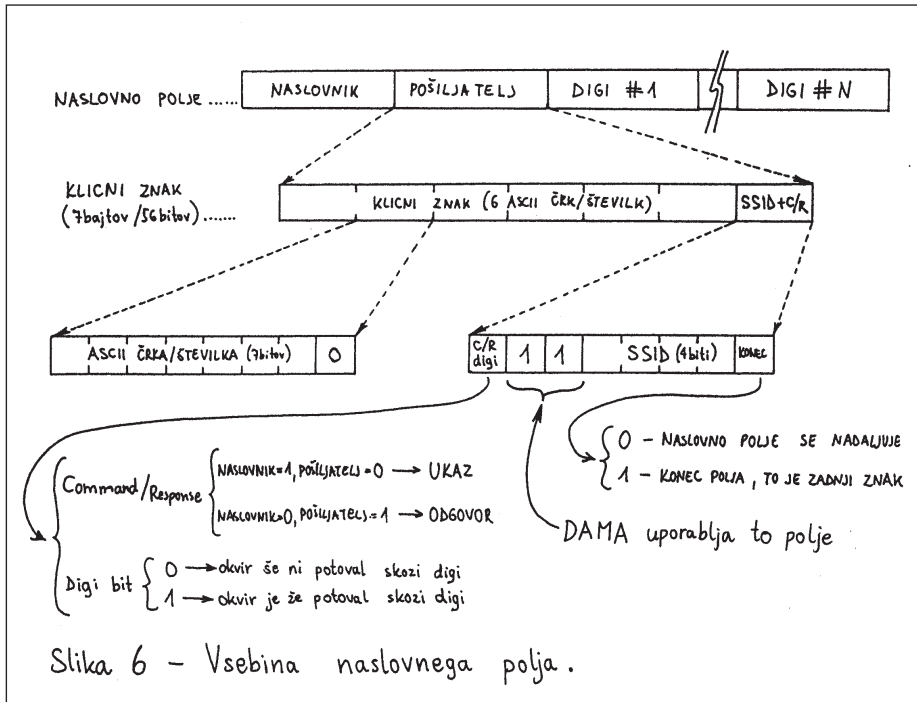 NASLOVNO POLJE ...... NASLOVNIK POŠILJATELJ DIGI #1 DIGI #N
KLICNI ZNAK
(7bajtov/56bitov)...... KLICNI ZNAK (6 ASCII ČRK/ŠTEVILK) SSID+C/R
ASCII ČRKA/ŠTEVILKA (7bitov) 0
C/R
digi 1 1 SSID (4biti) KONEC
0 - NASLOVNO POLJE SE NADALJUJE
1 - KONEC POLJA, TO JE ZADNJI ZNAK
DAMA uporablja to polje
Command/Response
NASLOVNIK=1, POŠILJATELJ=0 → UKAZ
NASLOVNIK=0, POŠILJATELJ=1 → ODGOVOR
Digi bit
0 → okvir še ni potoval skozi digi
1 → okvir je že potoval skozi digi
Slika 6 - Vsebina naslovnega polja.